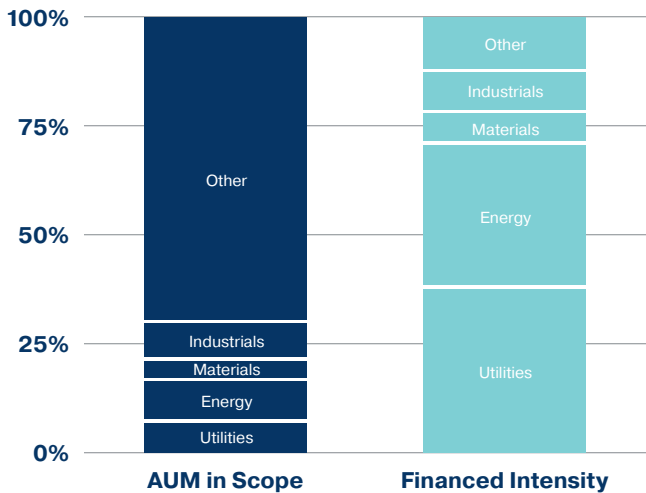 100%
75%
50%
25%
0%
Other
Industrials
Materials
Energy
Utilities
Other
Industrials
Materials
Energy
Utilities
AUM in Scope
Financed Intensity